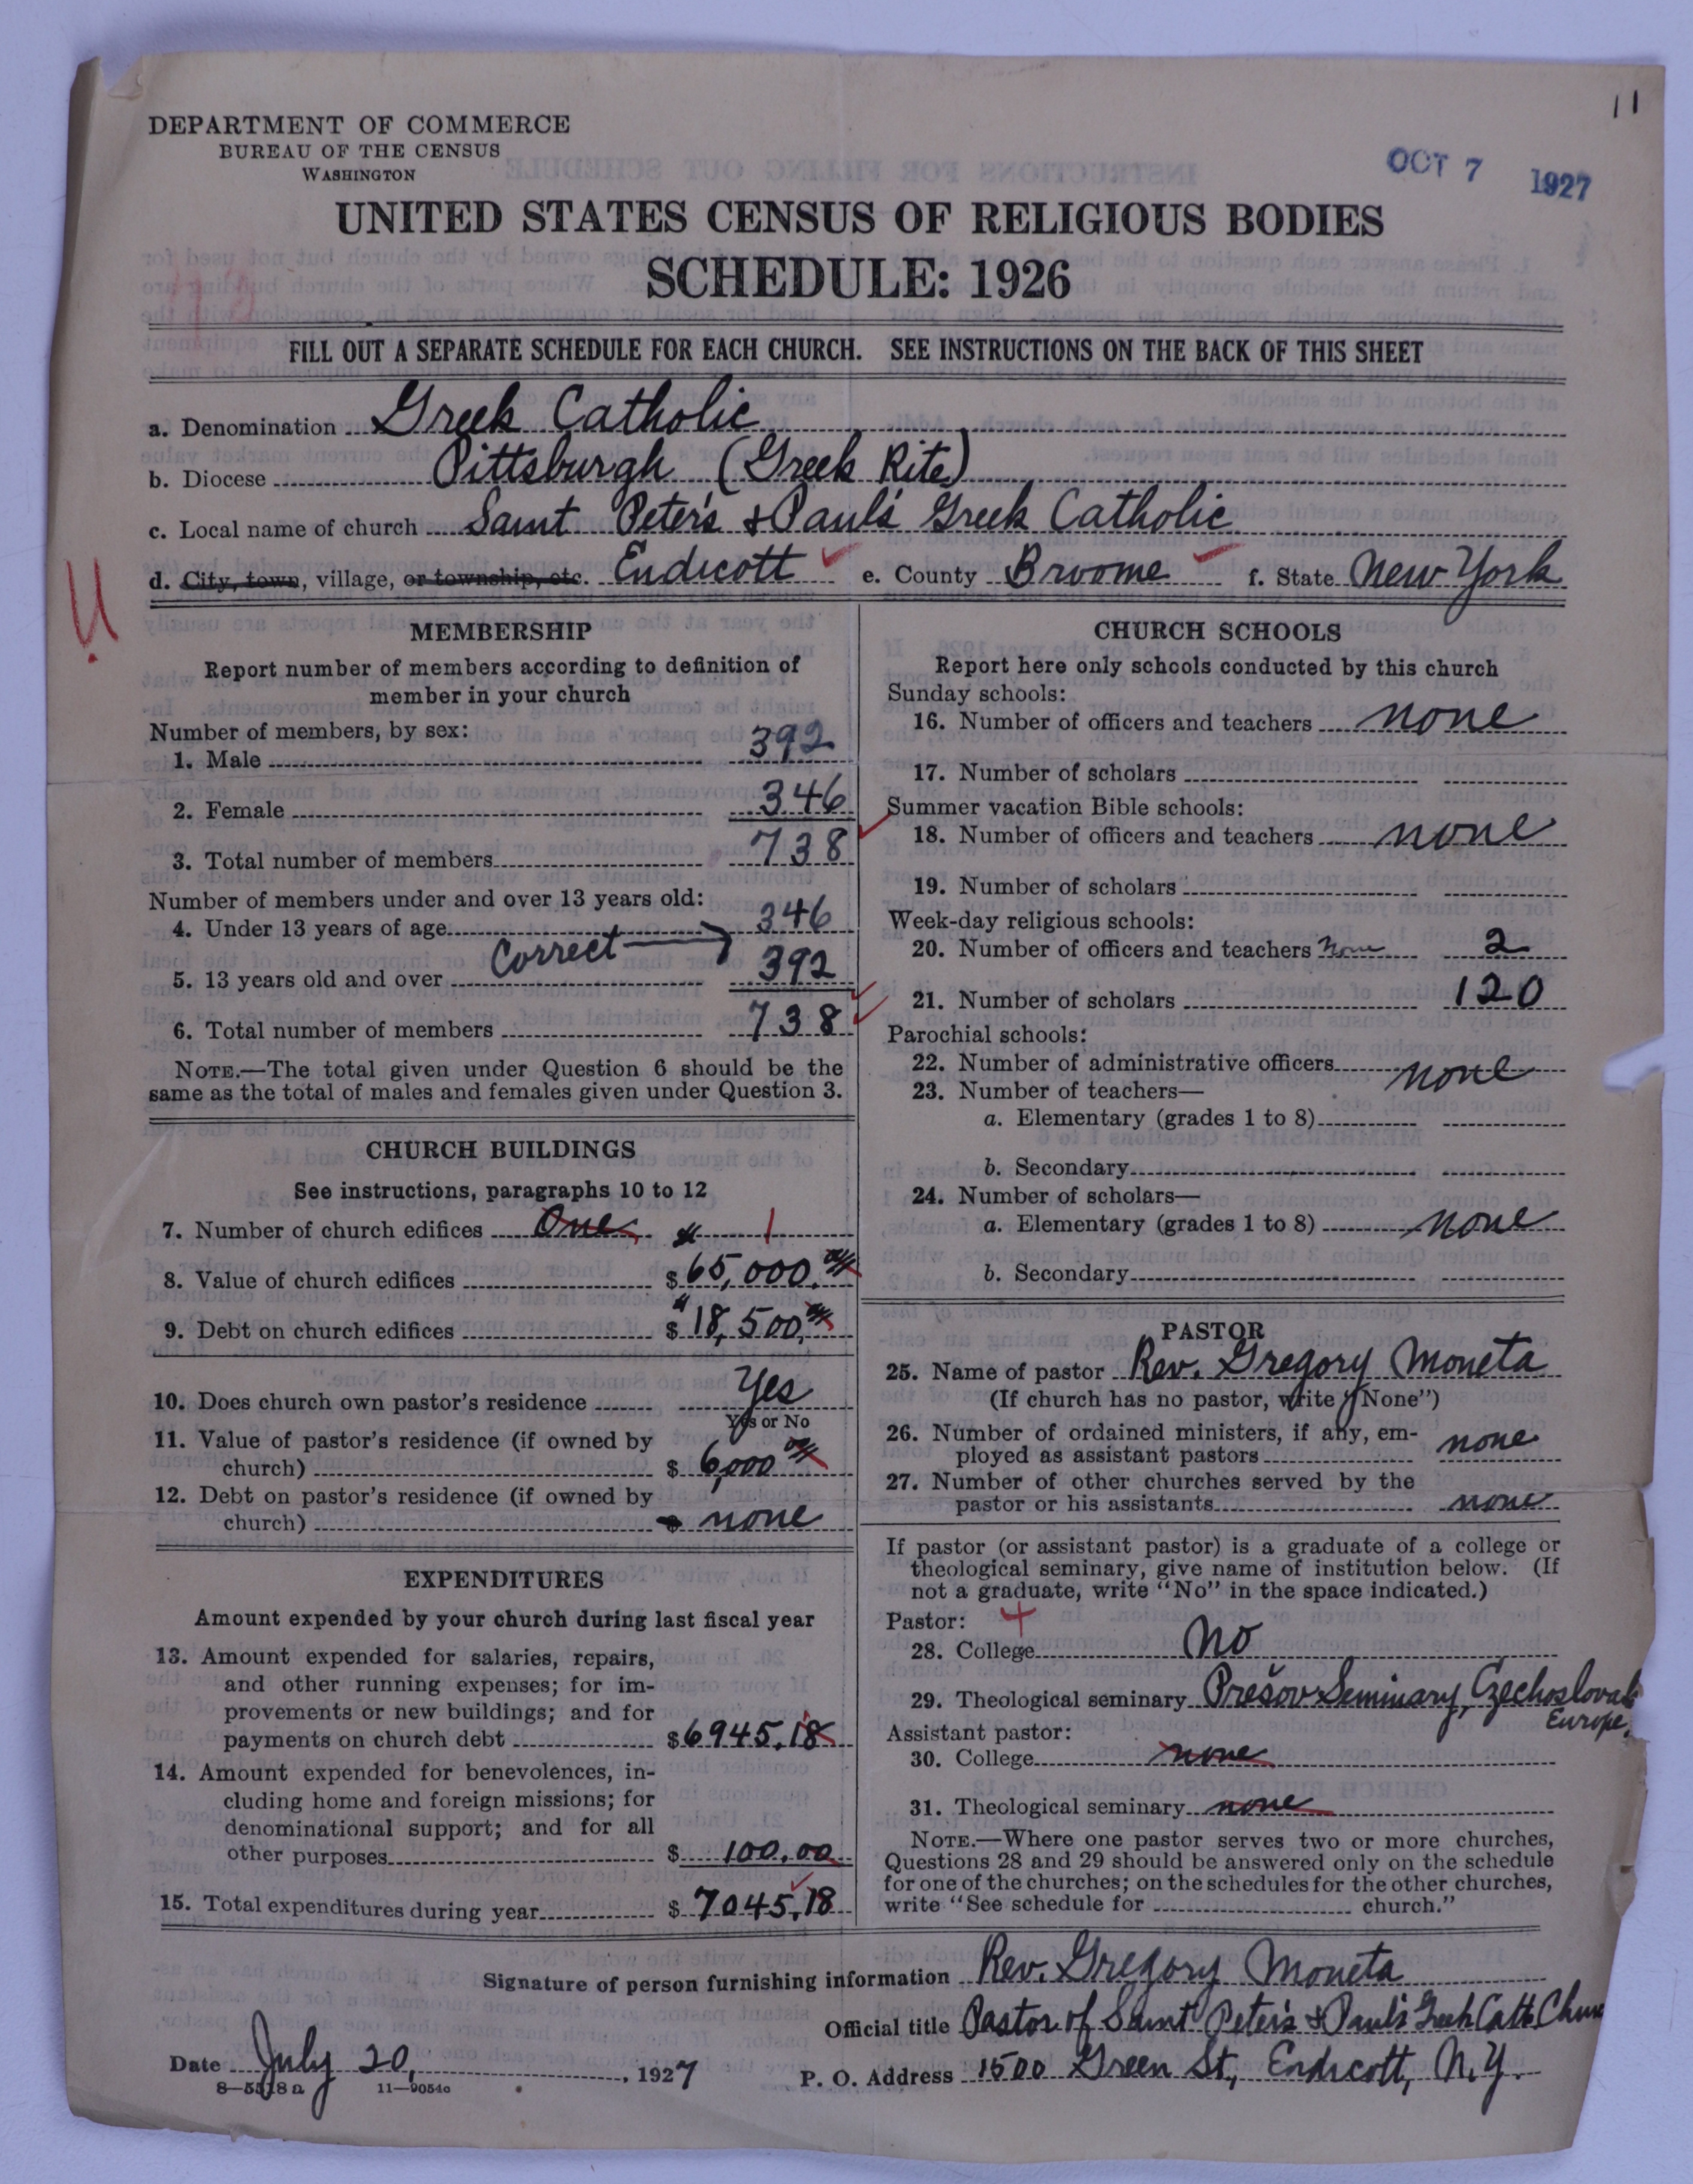 11
DEPARTMENT OF COMMERCE
BUREAU OF THE CENSUS
WASHINGTON
OCT 7 1927
UNITED STATES CENSUS OF RELIGIOUS BODIES
SCHEDULE: 1926
FILL OUT A SEPARATE SCHEDULE FOR EACH CHURCH. SEE INSTRUCTIONS ON THE BACK OF THIS SHEET
a. Denomination Greek Catholic
b. Diocese Pittsburgh (Greek Rite)
c. Local name of church Saint Peter's & Paul's Greek Catholic
d. City, town, village, or township, etc. Endicott e. County Broome f. State New York
MEMBERSHIP
Report number of members according to definition of
member in your church
Number of members, by sex:
1. Male 392
2. Female 346
3. Total number of members 738
Number of members under and over 13 years old:
4. Under 13 years of age 346
Correct
5. 13 years old and over 392
6. Total number of members 738
NOTE.—The total given under Question 6 should be the
same as the total of males and females given under Question 3.
CHURCH BUILDINGS
See instructions, paragraphs 10 to 12
7. Number of church edifices One 1
8. Value of church edifices $ 65,000.
9. Debt on church edifices $ 18,500.
10. Does church own pastor's residence Yes
Yes or No
11. Value of pastor's residence (if owned by
church) $ 6,000
12. Debt on pastor's residence (if owned by
church) none
EXPENDITURES
Amount expended by your church during last fiscal year
13. Amount expended for salaries, repairs,
and other running expenses; for im-
provements or new buildings; and for
payments on church debt $ 6945.18
14. Amount expended for benevolences, in-
cluding home and foreign missions; for
denominational support; and for all
other purposes $ 100.00
15. Total expenditures during year $ 7045.18
CHURCH SCHOOLS
Report here only schools conducted by this church
Sunday schools:
16. Number of officers and teachers none
17. Number of scholars
Summer vacation Bible schools:
18. Number of officers and teachers none
19. Number of scholars
Week-day religious schools:
20. Number of officers and teachers None 2
21. Number of scholars 120
Parochial schools:
22. Number of administrative officers none
23. Number of teachers—
a. Elementary (grades 1 to 8)
b. Secondary
24. Number of scholars—
a. Elementary (grades 1 to 8) none
b. Secondary
PASTOR
25. Name of pastor Rev. Gregory Moneta
(If church has no pastor, write "None")
26. Number of ordained ministers, if any, em-
ployed as assistant pastors none
27. Number of other churches served by the
pastor or his assistants none
If pastor (or assistant pastor) is a graduate of a college or
theological seminary, give name of institution below. (If
not a graduate, write "No" in the space indicated.)
Pastor:
28. College no
29. Theological seminary Prešov Seminary, Czechoslovak
Europe.
Assistant pastor:
30. College none
31. Theological seminary none
NOTE.—Where one pastor serves two or more churches,
Questions 28 and 29 should be answered only on the schedule
for one of the churches; on the schedules for the other churches,
write "See schedule for church."
Signature of person furnishing information Rev. Gregory Moneta
Official title Pastor of Saint Peter's & Paul's Greek Cath. Churc
Date July 20, 1927 P. O. Address 1500 Green St., Endicott, N.Y.
8—5518a 11—9054c